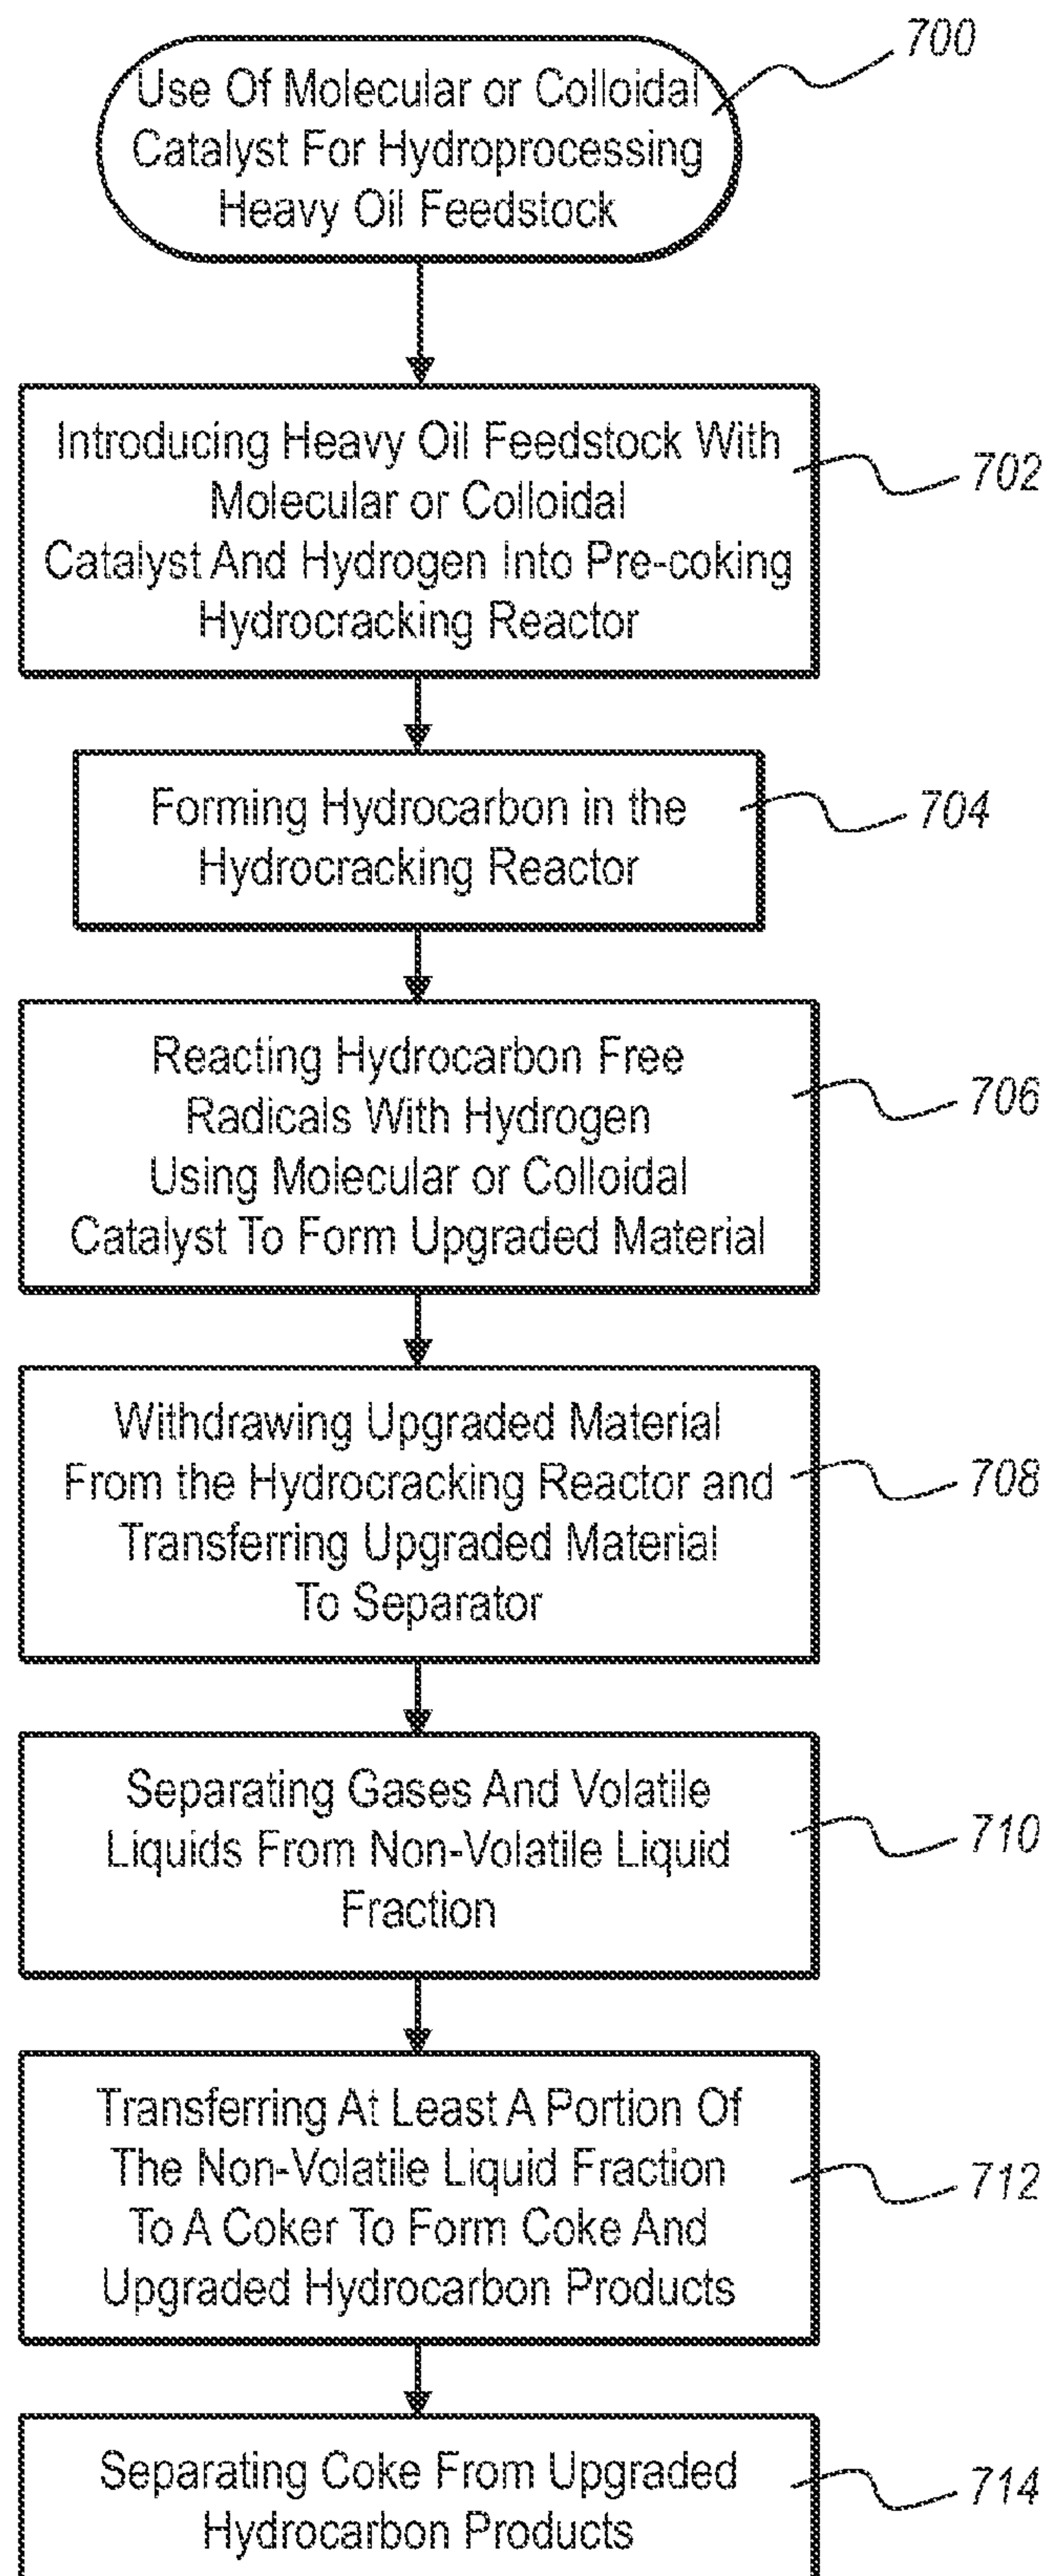 700
Use Of Molecular or Colloidal
Catalyst For Hydroprocessing
Heavy Oil Feedstock
Introducing Heavy Oil Feedstock With
Molecular or Colloidal
Catalyst And Hydrogen Into Pre-coking
Hydrocracking Reactor
702
Forming Hydrocarbon in the
Hydrocracking Reactor
704
Reacting Hydrocarbon Free
Radicals With Hydrogen
Using Molecular or Colloidal
Catalyst To Form Upgraded Material
706
Withdrawing Upgraded Material
From the Hydrocracking Reactor and
Transferring Upgraded Material
To Separator
708
Separating Gases And Volatile
Liquids From Non-Volatile Liquid
Fraction
710
Transferring At Least A Portion Of
The Non-Volatile Liquid Fraction
To A Coker To Form Coke And
Upgraded Hydrocarbon Products
712
Separating Coke From Upgraded
Hydrocarbon Products
714